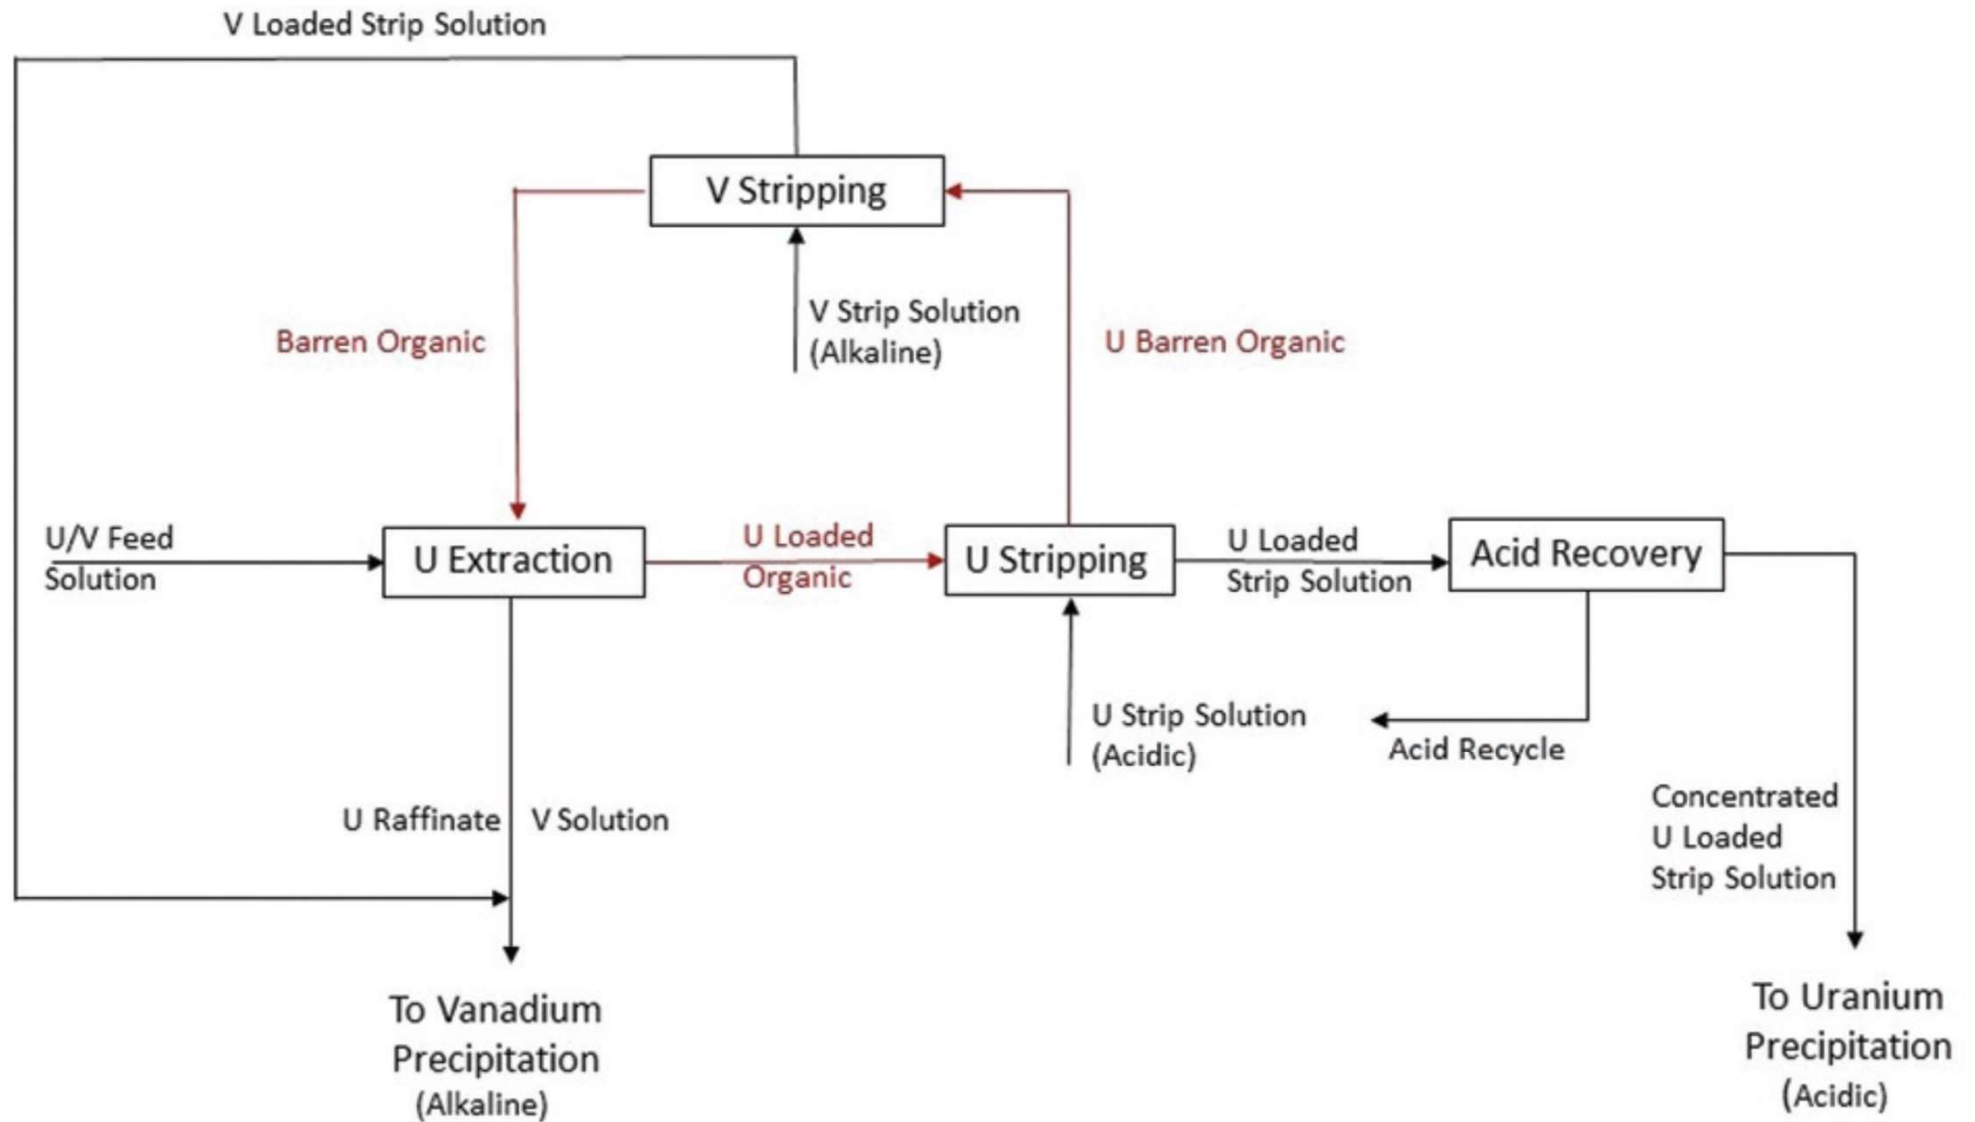 V Loaded Strip Solution
V Stripping
V Strip Solution
(Alkaline)
Barren Organic
U Barren Organic
U/V Feed
Solution
U Extraction
U Loaded
Organic
U Stripping
U Loaded
Strip Solution
Acid Recovery
U Strip Solution
(Acidic)
Acid Recycle
U Raffinate
V Solution
Concentrated
U Loaded
Strip Solution
To Vanadium
Precipitation
(Alkaline)
To Uranium
Precipitation
(Acidic)